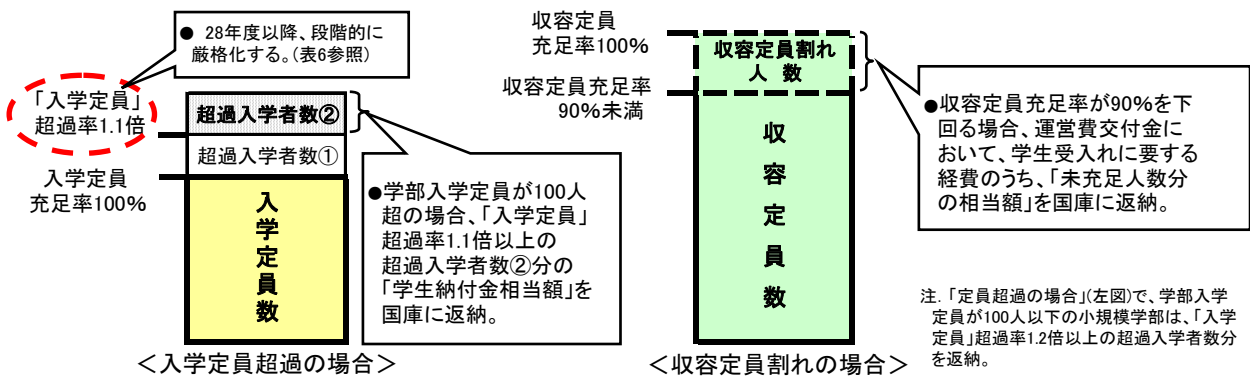 ● 28年度以降、段階的に
厳格化する。(表6参照)
「入学定員」
超過率1.1倍
入学定員
充足率100%
超過入学者数②
超過入学者数①
入学定員数
●学部入学定員が100人
超の場合、「入学定員」
超過率1.1倍以上の
超過入学者数②分の
「学生納付金相当額」を
国庫に返納。
＜入学定員超過の場合＞
収容定員
充足率100%
収容定員充足率
90%未満
収容定員割れ
人 数
収容定員数
●収容定員充足率が90%を下
回る場合、運営費交付金に
おいて、学生受入れに要する
経費のうち、「未充足人数分
の相当額」を国庫に返納。
＜収容定員割れの場合＞
注. 「定員超過の場合」(左図)で、学部入学
定員が100人以下の小規模学部は、「入学
定員」超過率1.2倍以上の超過入学者数分
を返納。